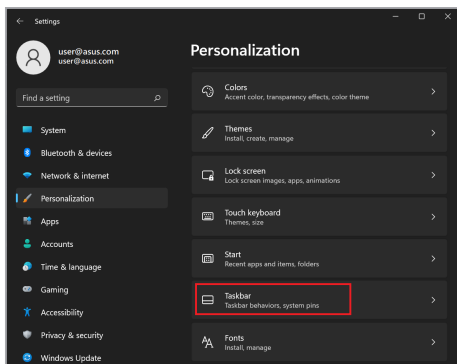 Settings
user@asus.com
user@asus.com
Find a setting
System
Bluetooth & devices
Network & internet
Personalization
Apps
Accounts
Time & language
Gaming
Accessibility
Privacy & security
Windows Update
Personalization
Colors
Accent color, transparency effects, color theme
Themes
Install, create, manage
Lock screen
Lock screen images, apps, animations
Touch keyboard
Themes, size
Start
Recent apps and items, folders
Taskbar
Taskbar behaviors, system pins
Fonts
Install, manage